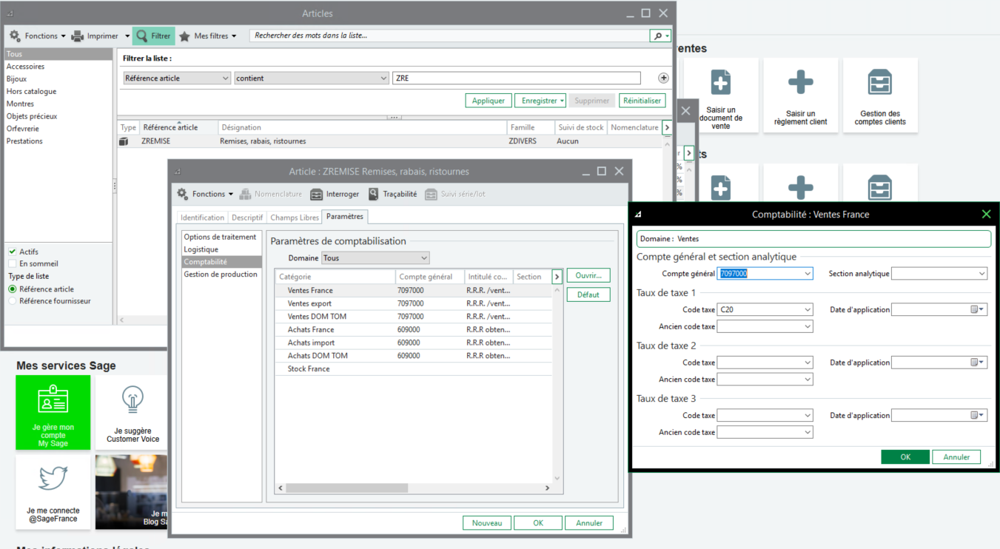 Articles
Fonctions
Imprimer
Filtrer
Mes filtres
Rechercher des mots dans la liste...
Tous
Accessoires
Bijoux
Hors catalogue
Montres
Objets précieux
Orfevrerie
Prestations
Filtrer la liste :
Référence article
contient
ZRE
Appliquer
Enregistrer
Supprimer
Réinitialiser
Type Référence article Désignation Famille Suivi de stock Nomenclature
ZREMISE Remises, rabais, ristournes ZDIVERS Aucun
Actifs
En sommeil
Type de liste
Référence article
Référence fournisseur
entes
Saisir un
document de
vente
Saisir un
règlement client
Gestion des
comptes clients
ts
r
%
%
%
Article : ZREMISE Remises, rabais, ristournes
Fonctions
Nomenclature
Interroger
Traçabilité
Suivi série/lot
Identification Descriptif Champs Libres Paramètres
Options de traitement
Logistique
Comptabilité
Gestion de production
Paramètres de comptabilisation
Domaine Tous
Catégorie Compte général Intitulé co... Section
Ventes France 7097000 R.R.R. /vent...
Ventes export 7097000 R.R.R. /vent...
Ventes DOM TOM 7097000 R.R.R. /vent...
Achats France 609000 R.R.R obten...
Achats import 609000 R.R.R obten...
Achats DOM TOM 609000 R.R.R obten...
Stock France
Ouvrir...
Défaut
Nouveau
OK
Annuler
Comptabilité : Ventes France
Domaine : Ventes
Compte général et section analytique
Compte général 7097000 Section analytique
Taux de taxe 1
Code taxe C20 Date d'application
Ancien code taxe
Taux de taxe 2
Code taxe Date d'application
Ancien code taxe
Taux de taxe 3
Code taxe Date d'application
Ancien code taxe
OK
Annuler
Mes services Sage
Je gère mon
compte
My Sage
Je suggère
Customer Voice
Je me connecte
@SageFrance
Je m
Blog Sa
Mes informations légales